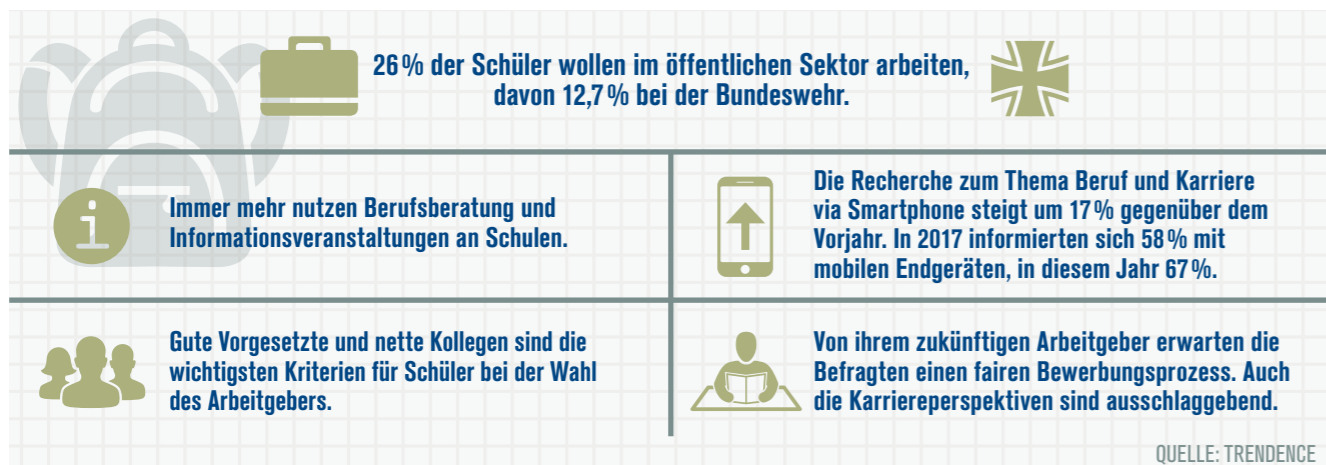 26 % der Schüler wollen im öffentlichen Sektor arbeiten,
davon 12,7 % bei der Bundeswehr.
Immer mehr nutzen Berufsberatung und
Informationsveranstaltungen an Schulen.
Die Recherche zum Thema Beruf und Karriere
via Smartphone steigt um 17 % gegenüber dem
Vorjahr. In 2017 informierten sich 58 % mit
mobilen Endgeräten, in diesem Jahr 67 %.
Gute Vorgesetzte und nette Kollegen sind die
wichtigsten Kriterien für Schüler bei der Wahl
des Arbeitgebers.
Von ihrem zukünftigen Arbeitgeber erwarten die
Befragten einen fairen Bewerbungsprozess. Auch
die Karriereperspektiven sind ausschlaggebend.
QUELLE: TRENDENCE